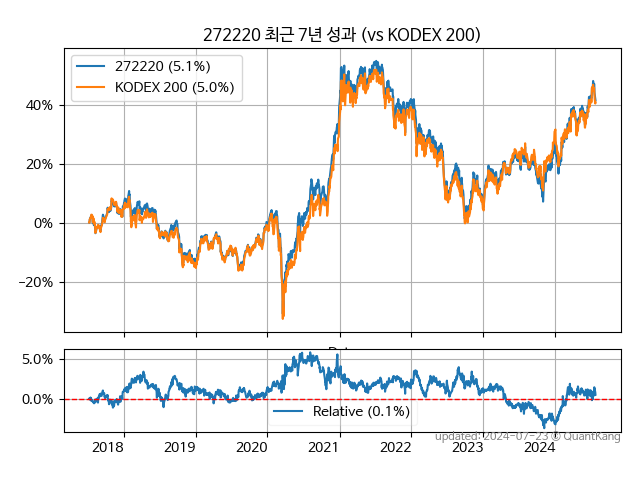 272220 최근 7년 성과 (vs KODEX 200)
272220 (5.1%)
KODEX 200 (5.0%)
40%
20%
0%
−20%
5.0%
0.0%
Relative (0.1%)
2018 2019 2020 2021 2022 2023 2024
updated: 2024-07-23 © QuantKang